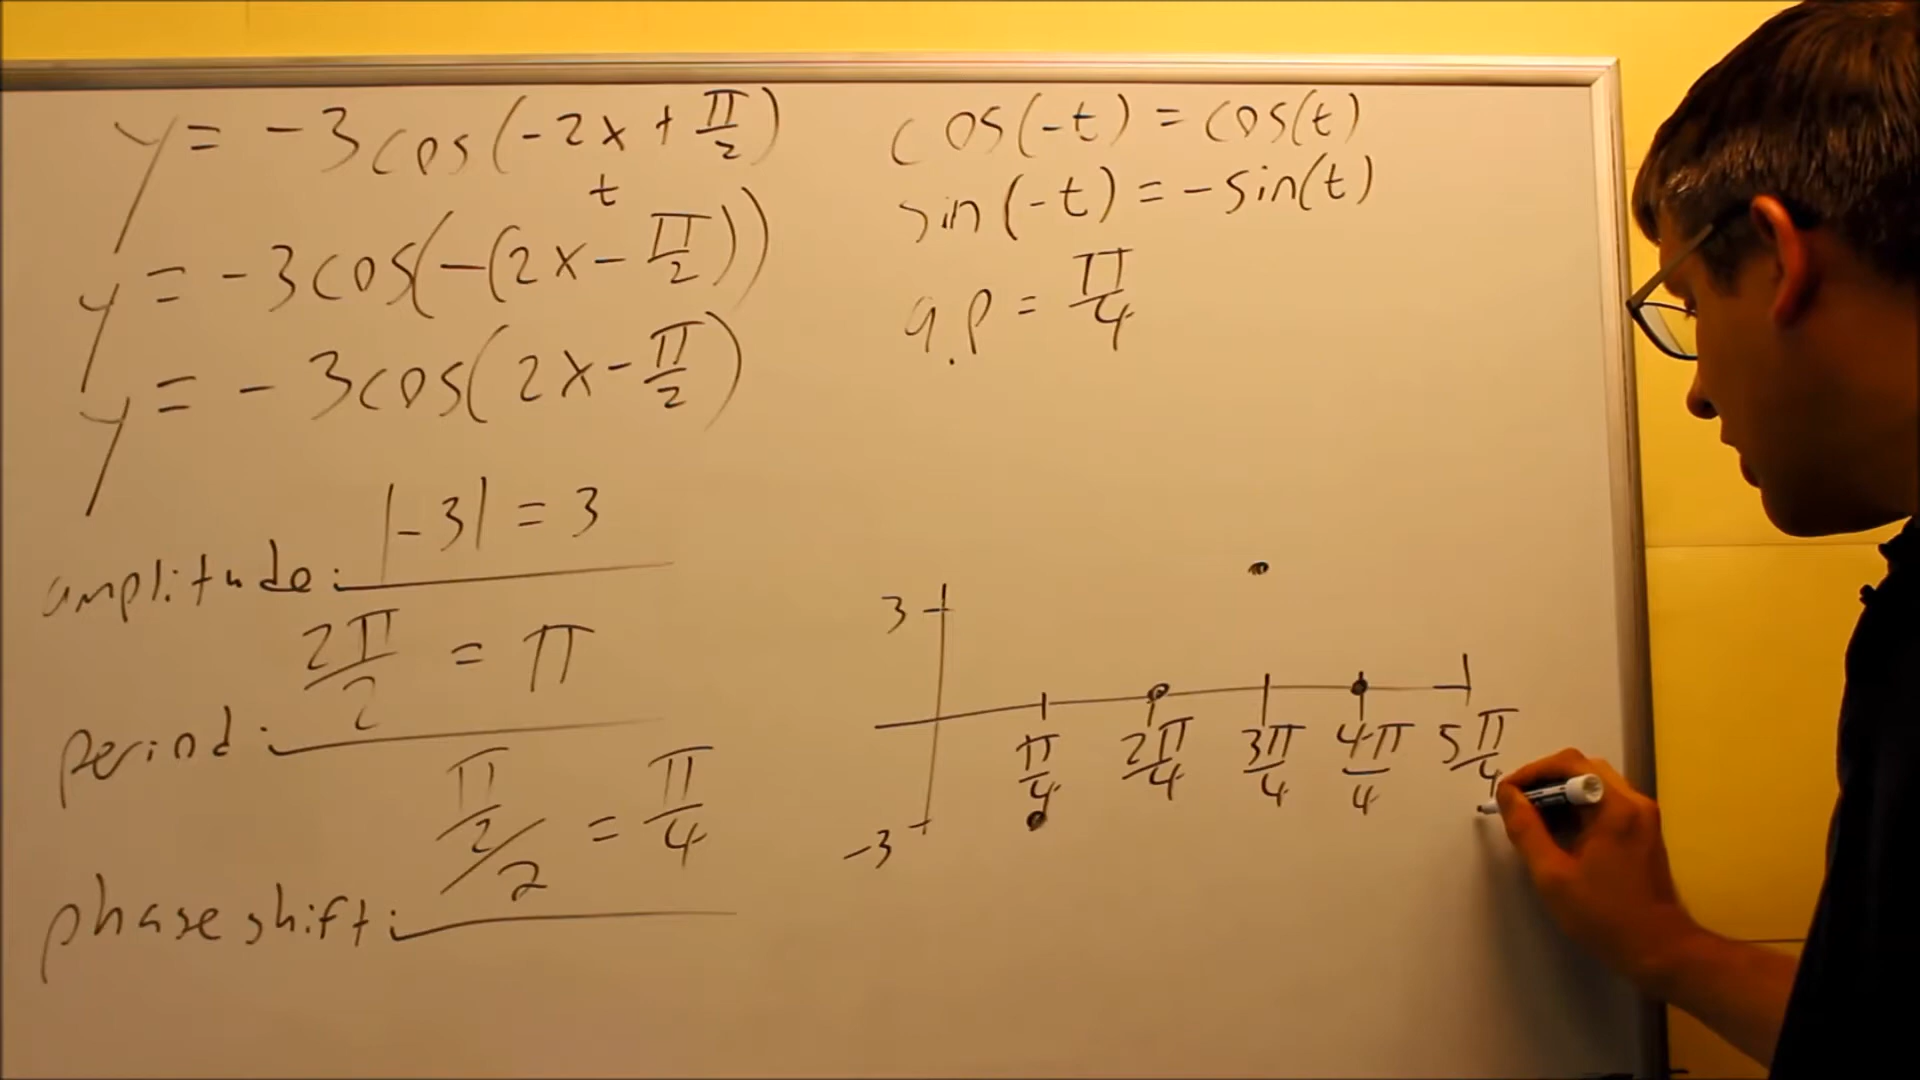 y = -3cos(-2x + π/2)
t
y = -3cos(-(2x - π/2))
y = -3cos(2x - π/2)
amplitude: |-3| = 3
period: 2π/2 = π
phase shift: π/2/2 = π/4
cos(-t) = cos(t)
sin(-t) = -sin(t)
q.p = π/4
3
π/4 2π/4 3π/4 4π/4 5π/4
-3